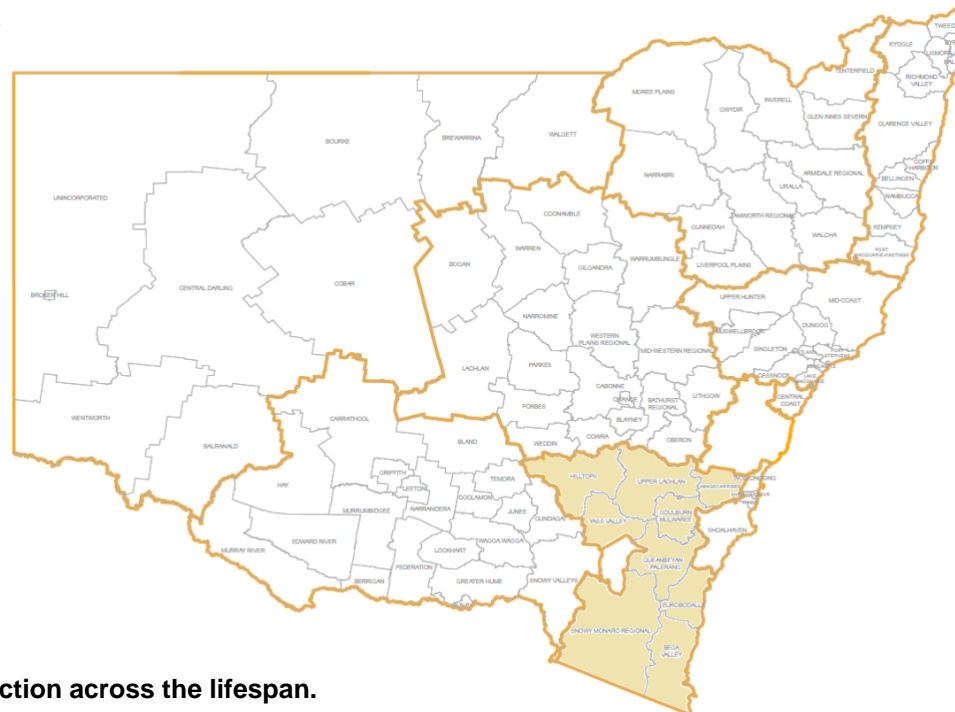 TWEED
KYOGLE
LISMORE
RICHMOND
VALLEY
TENTERFIELD
MOREE PLAINS
GWYDIR
INVERELL
GLEN INNES SEVERN
CLARENCE VALLEY
BOURKE
BREWARRINA
WALGETT
NARRABRI
ARMIDALE REGIONAL
URALLA
COFFS
HARBOUR
BELLINGEN
NAMBUCCA
UNINCORPORATED
COONAMBLE
TAMWORTH REGIONAL
GUNNEDAH
WALCHA
KEMPSEY
PORT
MACQUARIE-HASTINGS
WARREN
WARRUMBUNGLE
BOGAN
GILGANDRA
LIVERPOOL PLAINS
BROKEN HILL
CENTRAL DARLING
COBAR
UPPER HUNTER
MID-COAST
NARROMINE
DUNGOG
MUSWELLBROOK
WESTERN
PLAINS REGIONAL
MID-WESTERN REGIONAL
SINGLETON
LACHLAN
PARKES
CESSNOCK
LAKE
MACQUARIE
CABONNE
ORANGE
BATHURST
REGIONAL
LITHGOW
CENTRAL
COAST
FORBES
BLAYNEY
WENTWORTH
CARRATHOOL
BALRANALD
BLAND
WEDDIN
COWRA
OBERON
HAY
GRIFFITH
LEETON
TEMORA
COOLAMON
JUNEE
HILLTOPS
UPPER LACHLAN
WINGECARRIBEE
WOLLONGONG
MURRUMBIDGEE
NARRANDERA
GUNDAGAI
YASS VALLEY
GOULBURN
MULWAREE
SHOALHAVEN
EDWARD RIVER
MURRAY RIVER
LOCKHART
WAGGA WAGGA
FEDERATION
BERRIGAN
GREATER HUME
SNOWY VALLEYS
QUEANBEYAN
PALERANG
EUROBODALLA
SNOWY MONARO REGIONAL
BEGA
VALLEY
ction across the lifespan.